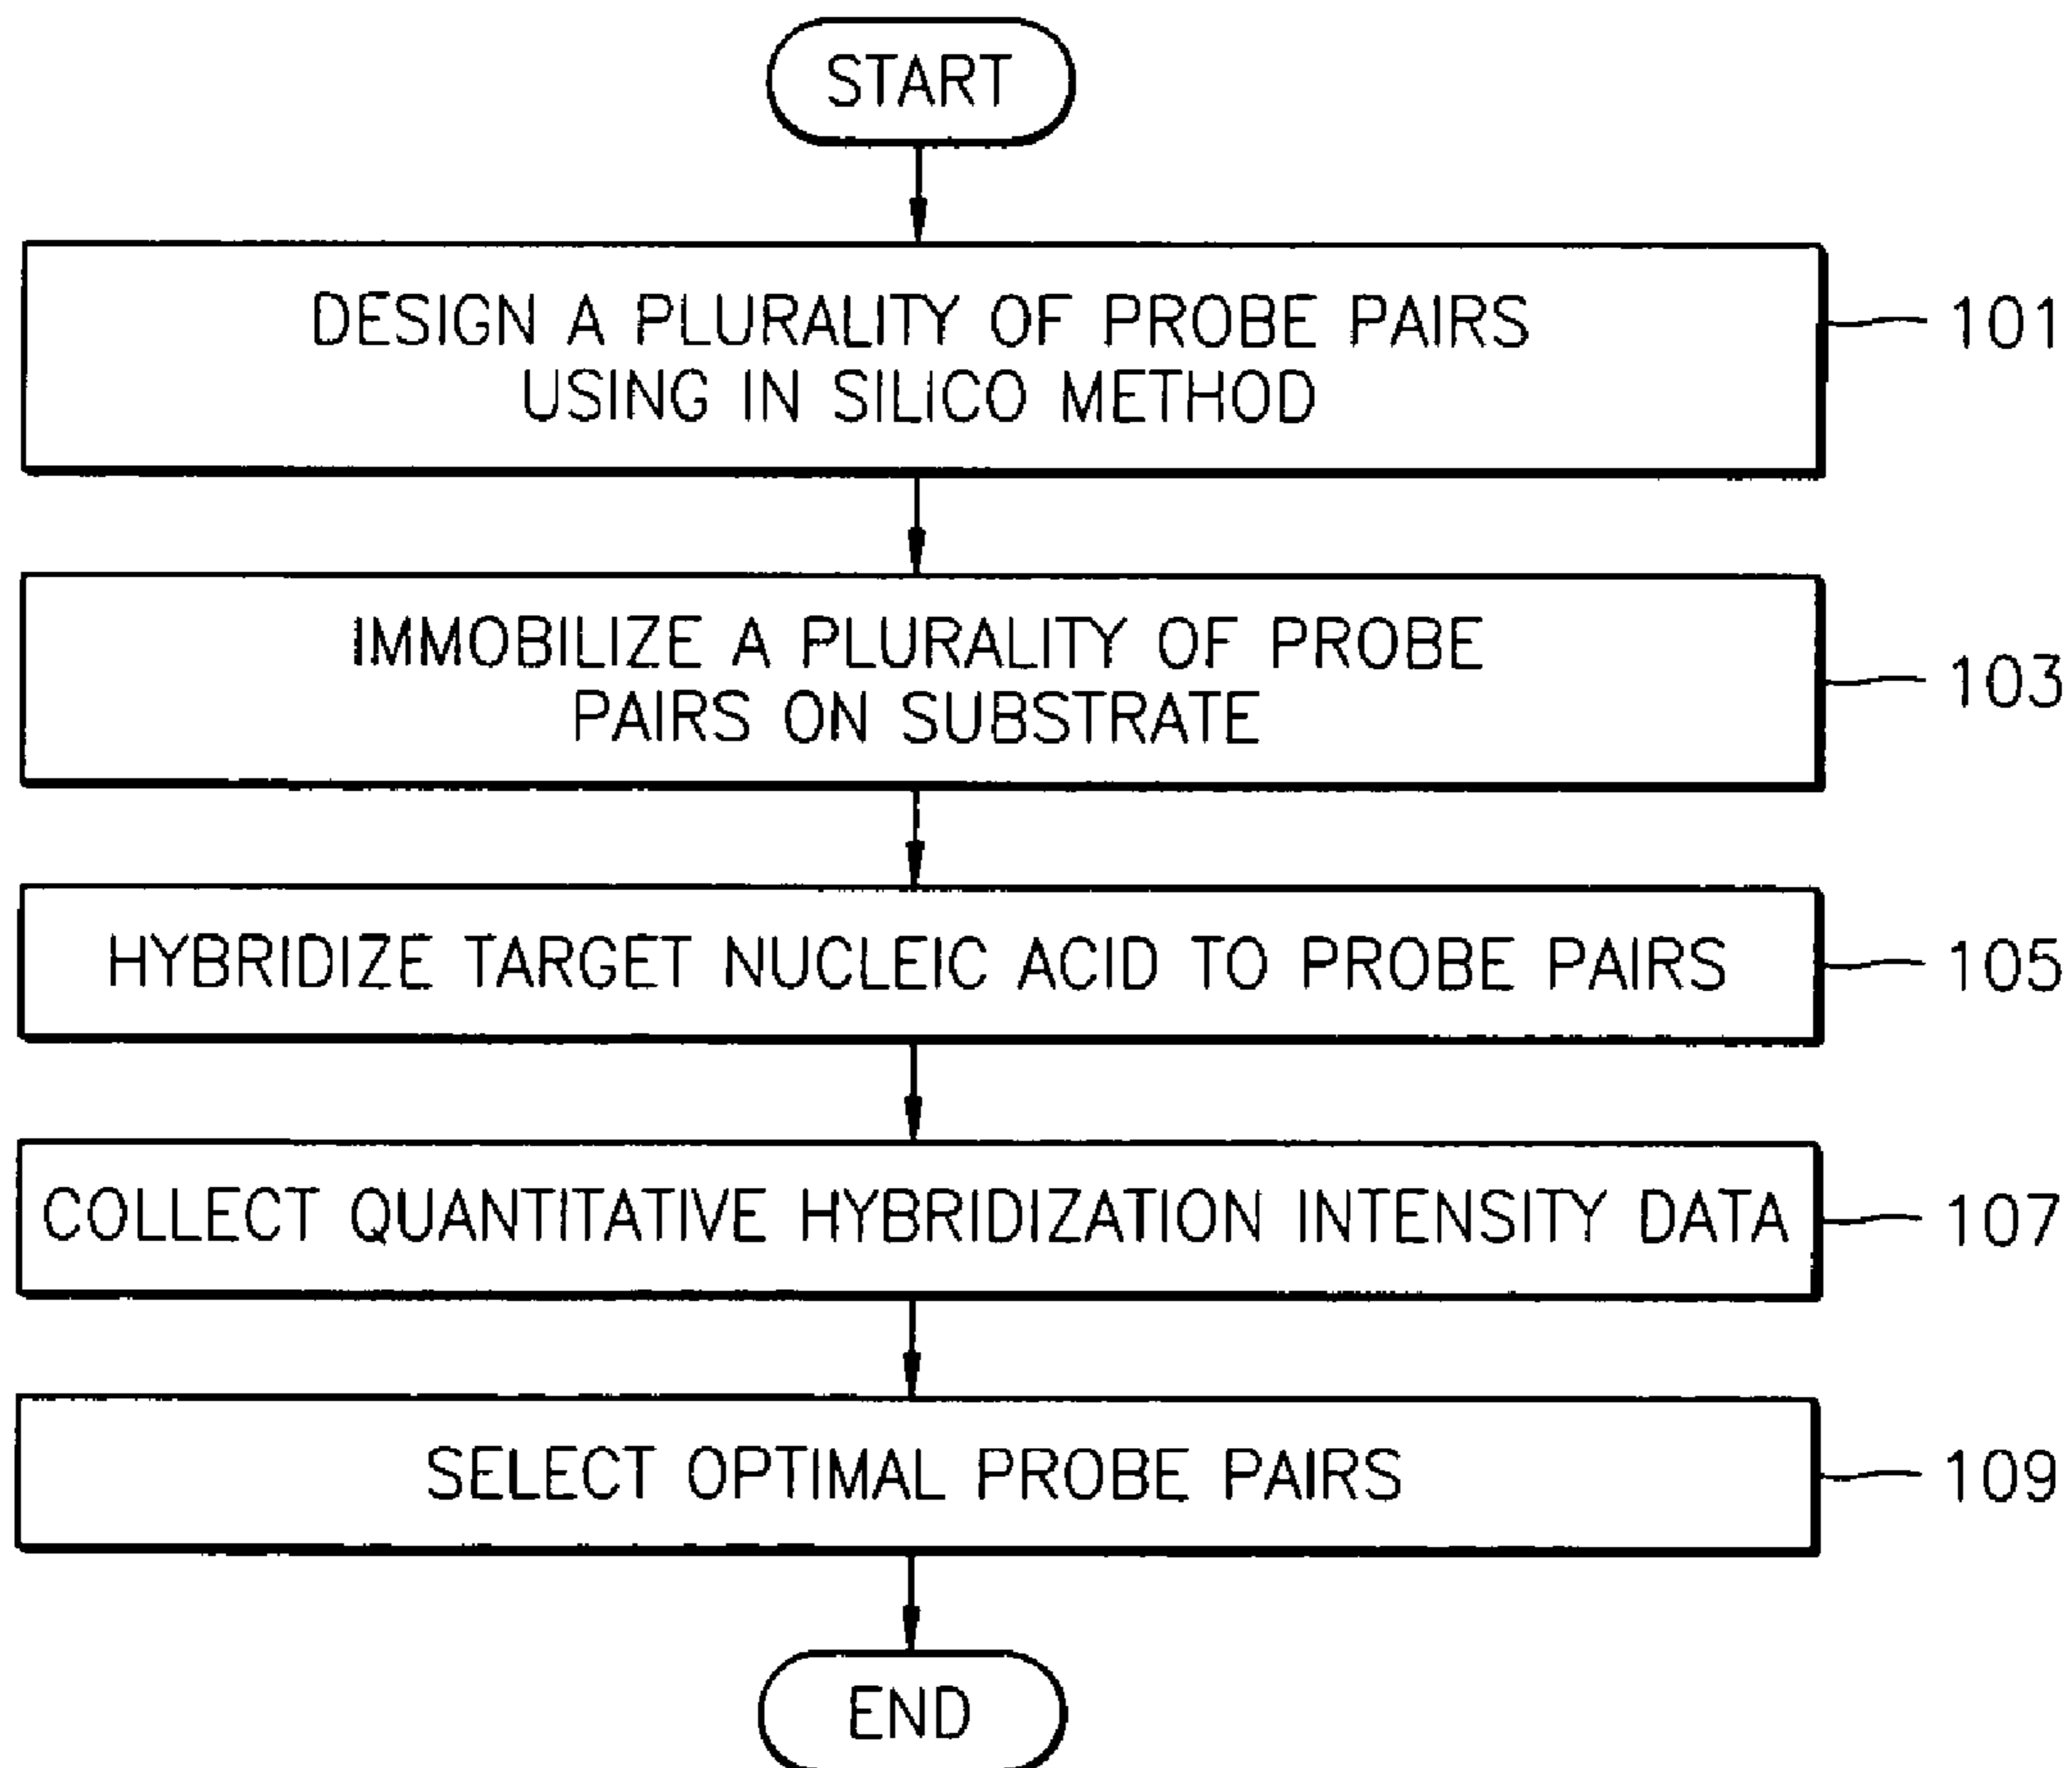 START
DESIGN A PLURALITY OF PROBE PAIRS
USING IN SILICO METHOD
101
IMMOBILIZE A PLURALITY OF PROBE
PAIRS ON SUBSTRATE
103
HYBRIDIZE TARGET NUCLEIC ACID TO PROBE PAIRS
105
COLLECT QUANTITATIVE HYBRIDIZATION INTENSITY DATA
107
SELECT OPTIMAL PROBE PAIRS
109
END